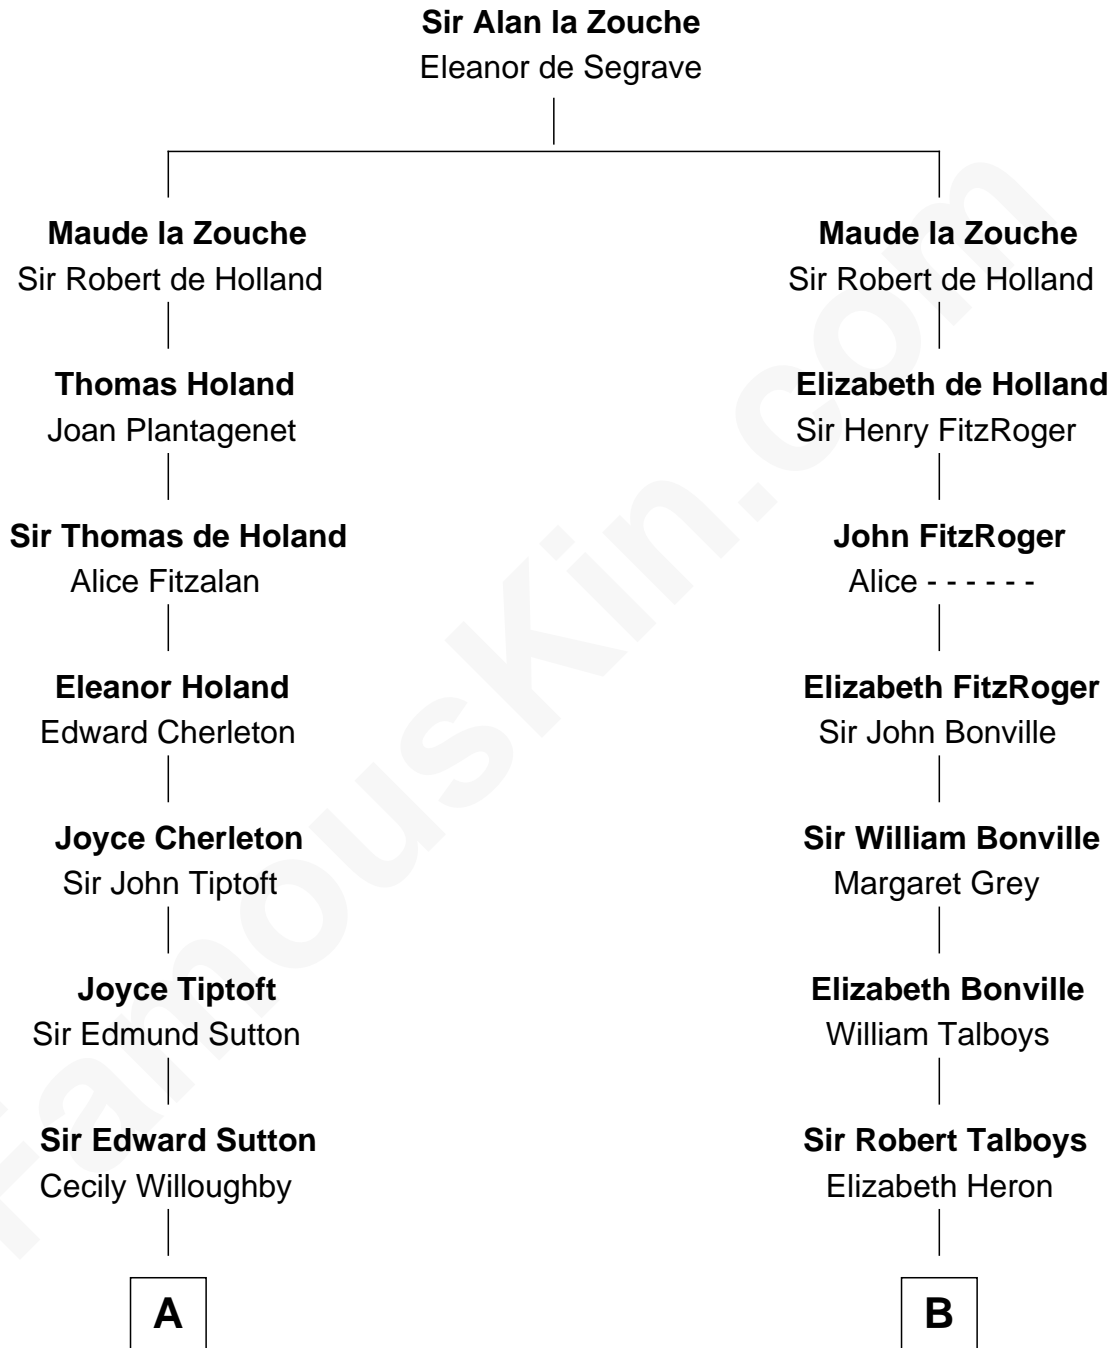 Sir Alan la Zouche
Eleanor de Segrave
Maude la Zouche
Sir Robert de Holland
Maude la Zouche
Sir Robert de Holland
Thomas Holand
Joan Plantagenet
Elizabeth de Holland
Sir Henry FitzRoger
Sir Thomas de Holand
Alice Fitzalan
John FitzRoger
Alice - - - - - -
Eleanor Holand
Edward Cherleton
Elizabeth FitzRoger
Sir John Bonville
Joyce Cherleton
Sir John Tiptoft
Sir William Bonville
Margaret Grey
Joyce Tiptoft
Sir Edmund Sutton
Elizabeth Bonville
William Talboys
Sir Edward Sutton
Cecily Willoughby
Sir Robert Talboys
Elizabeth Heron
A
B
FamousKin.com